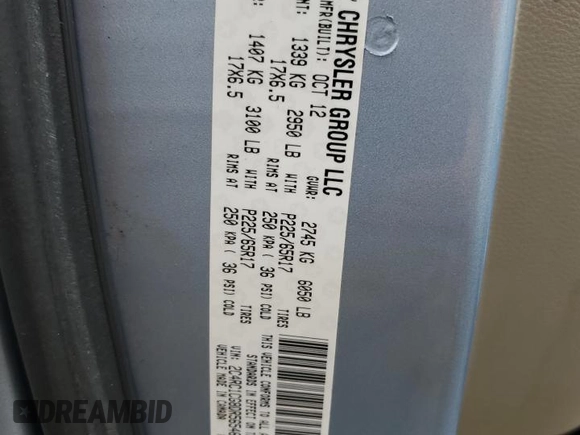 CHRYSLER GROUP LLC
MFR(BUILT): OCT 12 GVWR: 2745 KG 6050 LB
1339 KG 2950 LB WITH P225/65R17 TIRES
17X6.5 RIMS AT 250 KPA ( 36 PSI) COLD
1407 KG 3100 LB WITH P225/65R17 TIRES
17X6.5 RIMS AT 250 KPA ( 36 PSI) COLD
THIS VEHICLE CONFORMS TO ALL
STANDARDS IN EFFECT ON
VIN:
VEHICLE MADE IN CANADA
DREAMBID